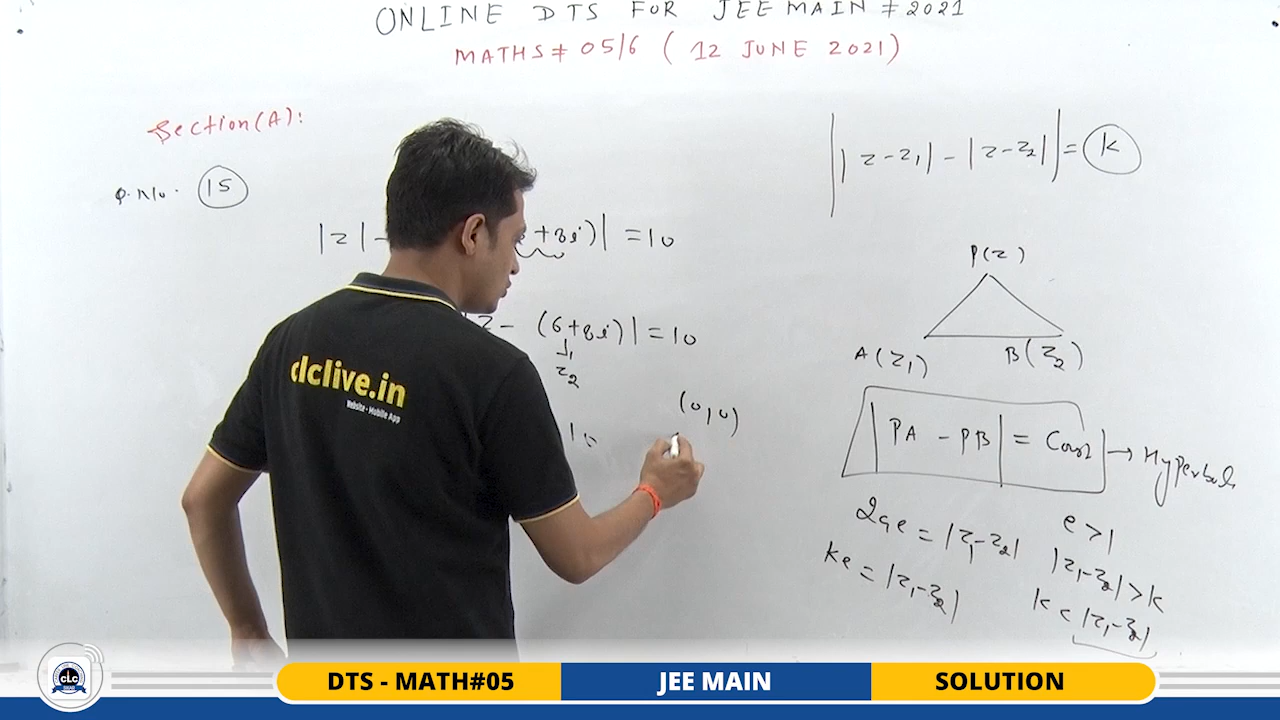 ONLINE DTS FOR JEE MAIN # 2021
MATHS # 05/6 ( 12 JUNE 2021 )
Section (A):
Q. No. 15
|z| - +8i)| = 10
z - (6+8i)| = 10
z2
10
(0,0)
||z-z1| - |z-z2|| = k
P(z)
A(z1)
B(z2)
|PA - PB| = Const → Hyperbola
2ae = |z1-z2|
ke = |z1-z2|
e > 1
|z1-z2| > k
k < |z1-z2|
clclive.in
Website - Mobile App
CLC
DTS - MATH#05
JEE MAIN
SOLUTION